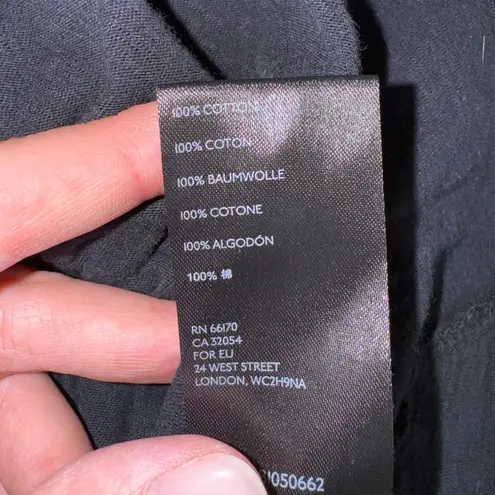 100% COTTON
100% COTON
100% BAUMWOLLE
100% COTONE
100% ALGODÓN
100% 棉
RN 66170
CA 32054
FOR EU
24 WEST STREET
LONDON, WC2H9NA